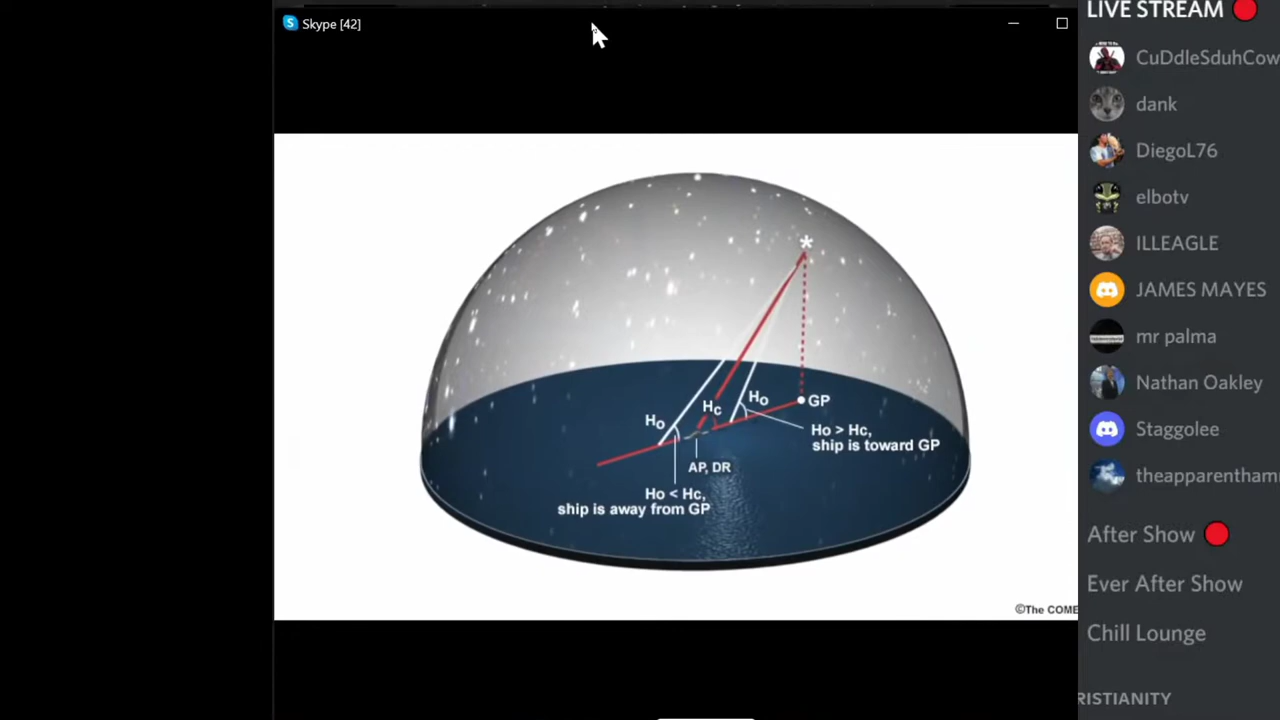 Skype [42]
*
Ho
Hc
Ho
GP
Ho > Hc,
ship is toward GP
AP, DR
Ho < Hc,
ship is away from GP
©The COME
LIVE STREAM
CuDdleSduhCow
dank
DiegoL76
elbotv
ILLEAGLE
JAMES MAYES
mr palma
Nathan Oakley
Staggolee
theapparentham
After Show
Ever After Show
Chill Lounge
RISTIANITY